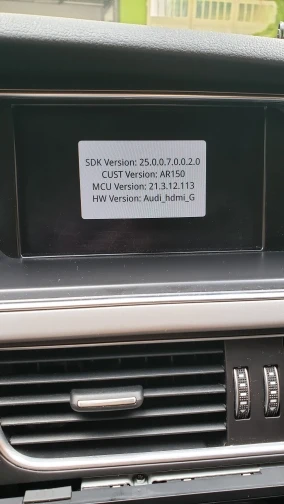 SDK Version: 25.0.0.7.0.0.2.0
CUST Version: AR150
MCU Version: 21.3.12.113
HW Version: Audi_hdmi_G